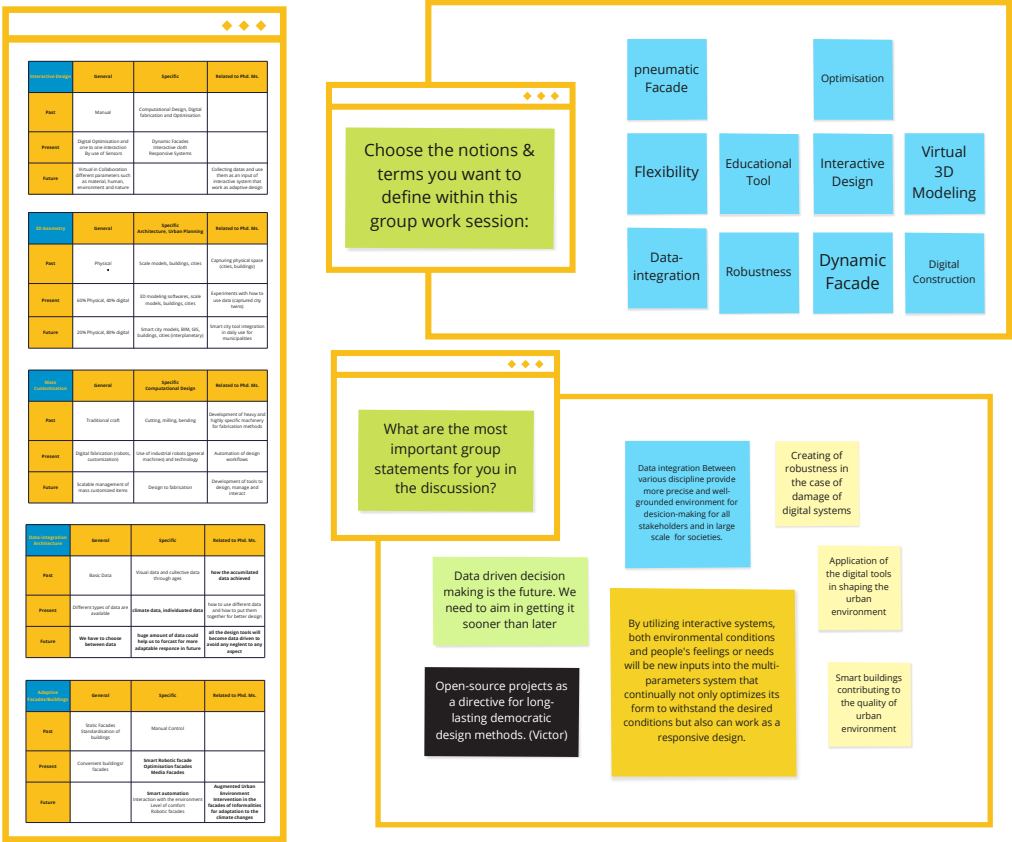 Interactive Design
General
Specific
Related to Phd. Ms.
Past
Manual
Computational Design, Digital
fabrication and Optimisation
Present
Digital Optimisation and
one to one interaction
By use of Sensors
Dynamic Facades
Interactive cloth
Responsive Systems
Future
Virtual in Collaboration
different parameters such
as material, human,
environment and nature
Collecting datas and use
them as an input of
interactive system that
work as adaptive design
3D Geometry
General
Specific
Architecture, Urban Planning
Related to Phd. Ms.
Past
Physical
Scale models, buildings, cities
Capturing physical space
(cities, buildings)
Present
60% Physical, 40% digital
3D modeling softwares, scale
models, buildings, cities
Experiments with how to
use data (captured city
twins)
Future
20% Physical, 80% digital
Smart city models, BIM, GIS,
buildings, cities (interplanetary)
Smart city tool integration
in daily use for
municipalities
Mass
Customization
General
Specific
Computational Design
Related to Phd. Ms.
Past
Traditional craft
Cutting, milling, bending
Development of heavy and
highly specific machinery
for fabrication methods
Present
Digital fabrication (robots,
customization)
Use of industrial robots (general
machines) and technology
Automation of design
workflows
Future
Scalable management of
mass customized items
Design to fabrication
Development of tools to
design, manage and
interact
Data-integration
Architecture
General
Specific
Related to Phd. Ms.
Past
Basic Data
Visual data and collective data
through ages
how the accumilated
data achieved
Present
Different types of data are
available
climate data, individuated data
how to use different data
and how to put them
together for better design
Future
We have to choose
between data
huge amount of data could
help us to forcast for more
adaptable responce in future
all the design tools will
become data driven to
avoid any neglent to any
aspect
Adaptive
Facades/Buildings
General
Specific
Related to Phd. Ms.
Past
Static Facades
Standardisation of
buildings
Manual Control
Present
Convenient buildings/
facades
Smart Robotic facade
Optimisation facades
Media Facades
Future
Smart automation
Interaction with the environment
Level of comfort
Robotic facades
Augmented Urban
Environment
Intervention in the
facades of Informalities
for adaptation to the
climate changes
Choose the notions &
terms you want to
define within this
group work session:
pneumatic
Facade
Optimisation
Flexibility
Educational
Tool
Interactive
Design
Virtual
3D
Modeling
Data-
integration
Robustness
Dynamic
Facade
Digital
Construction
What are the most
important group
statements for you in
the discussion?
Data integration Between
various discipline provide
more precise and well-
grounded environment for
desicion-making for all
stakeholders and in large
scale for societies.
Creating of
robustness in
the case of
damage of
digital systems
Data driven decision
making is the future. We
need to aim in getting it
sooner than later
Application of
the digital tools
in shaping the
urban
environment
By utilizing interactive systems,
both environmental conditions
and people's feelings or needs
will be new inputs into the multi-
parameters system that
continually not only optimizes its
form to withstand the desired
conditions but also can work as a
responsive design.
Open-source projects as
a directive for long-
lasting democratic
design methods. (Victor)
Smart buildings
contributing to
the quality of
urban
environment